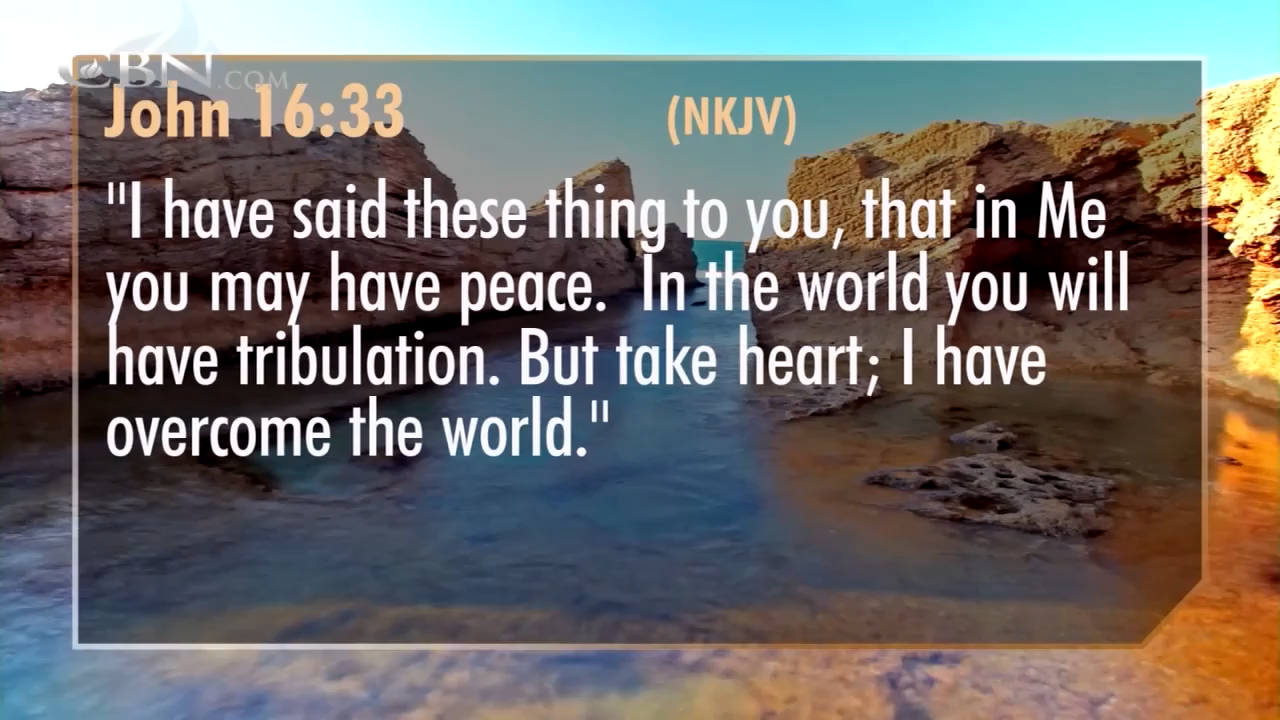 CBN.COM
John 16:33 (NKJV)
"I have said these thing to you, that in Me
you may have peace.  In the world you will
have tribulation. But take heart; I have
overcome the world."